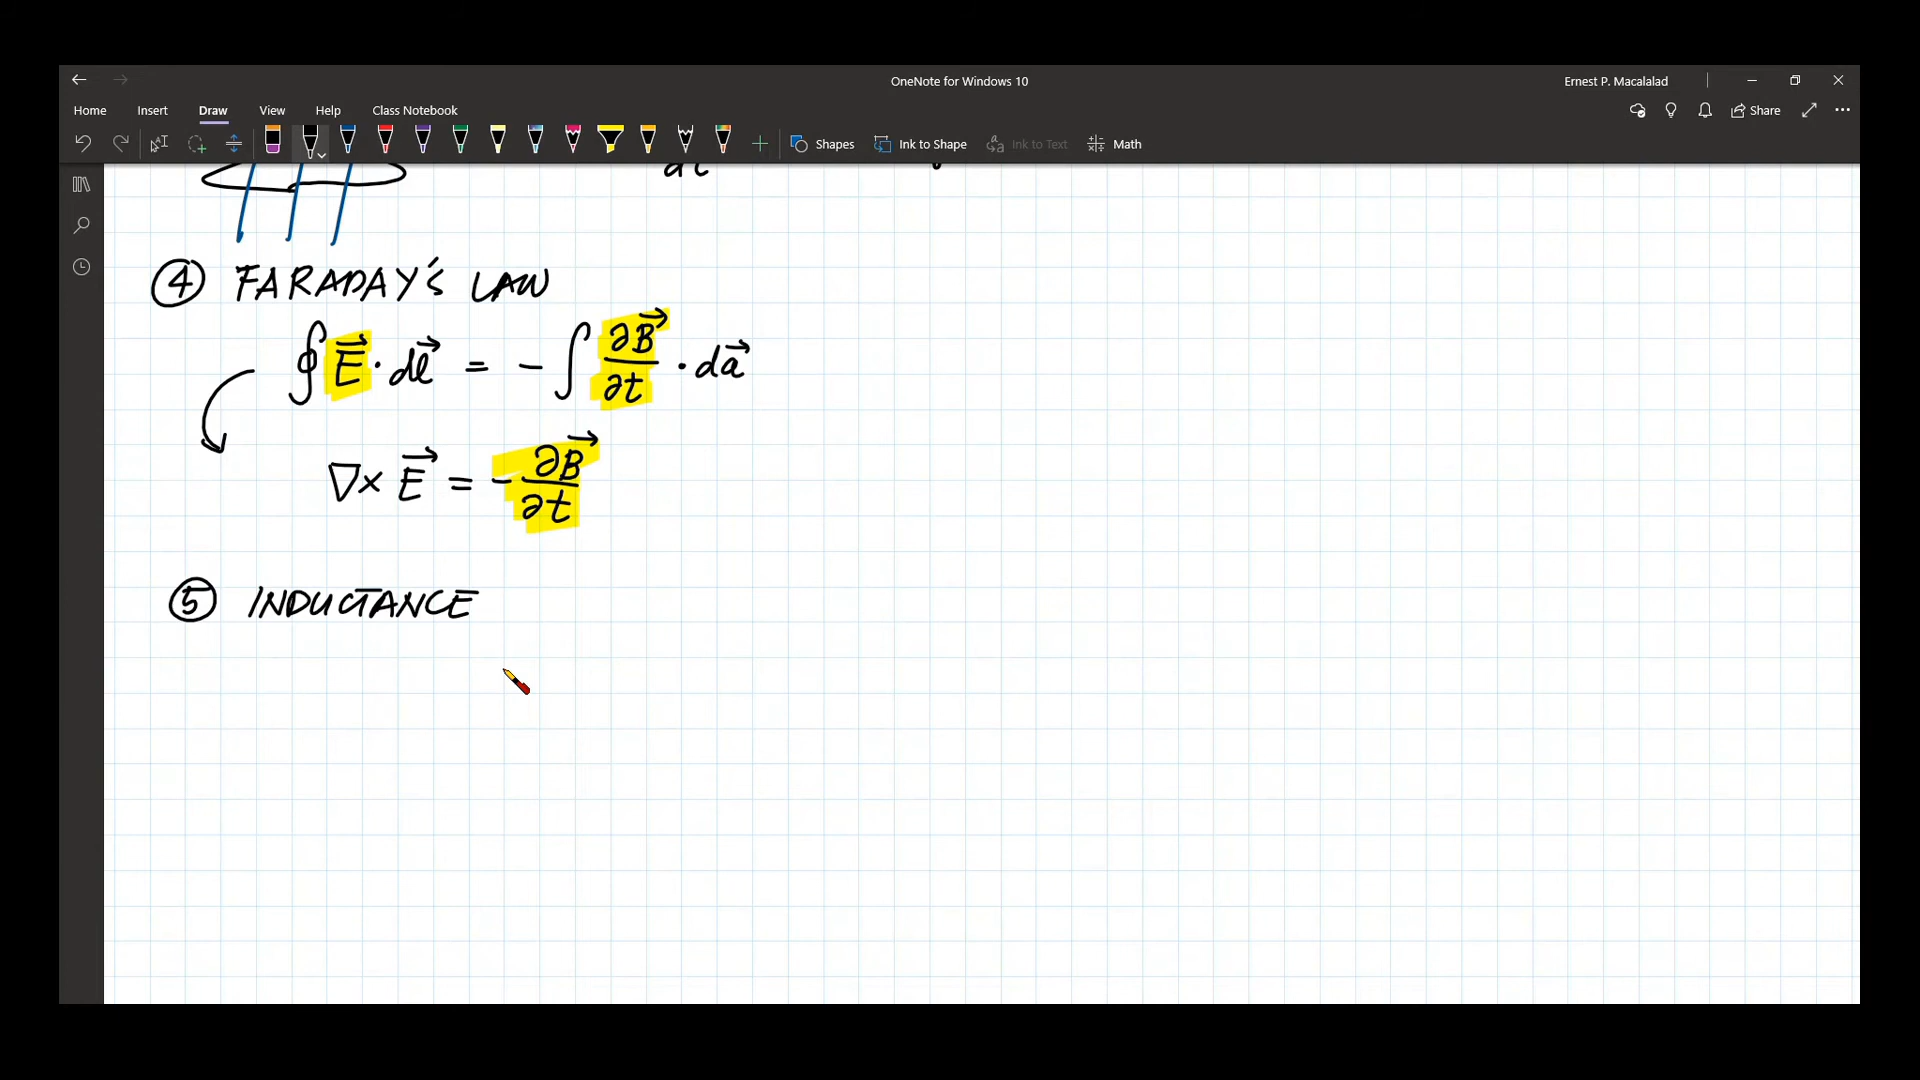 OneNote for Windows 10
Ernest P. Macalalad
Home Insert Draw View Help Class Notebook
Share
Shapes Ink to Shape Ink to Text Math
dt
④ FARADAY'S LAW
∮ E⃗ · dl⃗ = - ∫ ∂B⃗/∂t · da⃗
∇× E⃗ = - ∂B⃗/∂t
⑤ INDUCTANCE